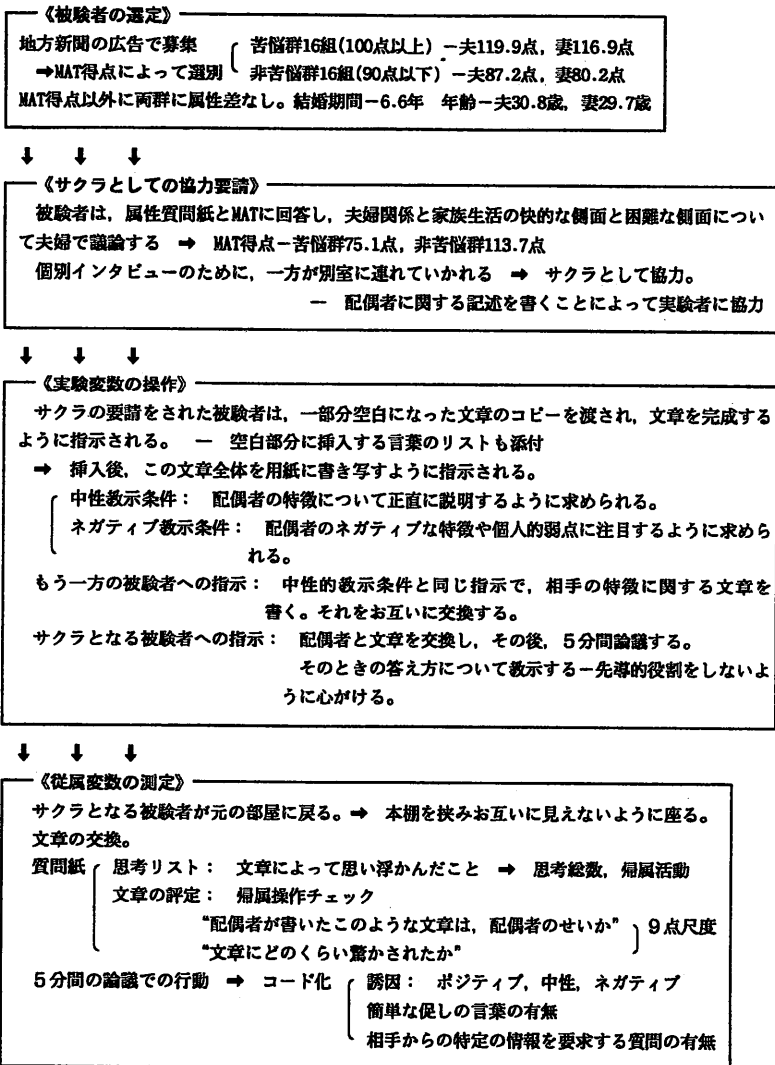 《被験者の選定》
地方新聞の広告で募集 苦悩群16組(100点以上) －夫119.9点，妻116.9点
➡MAT得点によって選別 非苦悩群16組(90点以下) －夫87.2点，妻80.2点
MAT得点以外に両群に属性差なし。結婚期間－6.6年 年齢－夫30.8歳，妻29.7歳
⬇ ⬇ ⬇
《サクラとしての協力要請》
被験者は，属性質問紙とMATに回答し，夫婦関係と家族生活の快的な側面と困難な側面につい
て夫婦で議論する ➡ MAT得点－苦悩群75.1点，非苦悩群113.7点
個別インタビューのために，一方が別室に連れていかれる ➡ サクラとして協力。
－ 配偶者に関する記述を書くことによって実験者に協力
⬇ ⬇ ⬇
《実験変数の操作》
サクラの要請をされた被験者は，一部分空白になった文章のコピーを渡され，文章を完成する
ように指示される。 － 空白部分に挿入する言葉のリストも添付
➡ 挿入後，この文章全体を用紙に書き写すように指示される。
中性教示条件： 配偶者の特徴について正直に説明するように求められる。
ネガティブ教示条件： 配偶者のネガティブな特徴や個人的弱点に注目するように求めら
れる。
もう一方の被験者への指示： 中性的教示条件と同じ指示で，相手の特徴に関する文章を
書く。それをお互いに交換する。
サクラとなる被験者への指示： 配偶者と文章を交換し，その後，5分間論議する。
そのときの答え方について教示する－先導的役割をしないよ
うに心がける。
⬇ ⬇ ⬇
《従属変数の測定》
サクラとなる被験者が元の部屋に戻る。➡ 本棚を挟みお互いに見えないように座る。
文章の交換。
質問紙 思考リスト： 文章によって思い浮かんだこと ➡ 思考総数，帰属活動
文章の評定： 帰属操作チェック
“配偶者が書いたこのような文章は，配偶者のせいか” 9点尺度
“文章にどのくらい驚かされたか”
5分間の論議での行動 ➡ コード化 誘因： ポジティブ，中性，ネガティブ
簡単な促しの言葉の有無
相手からの特定の情報を要求する質問の有無